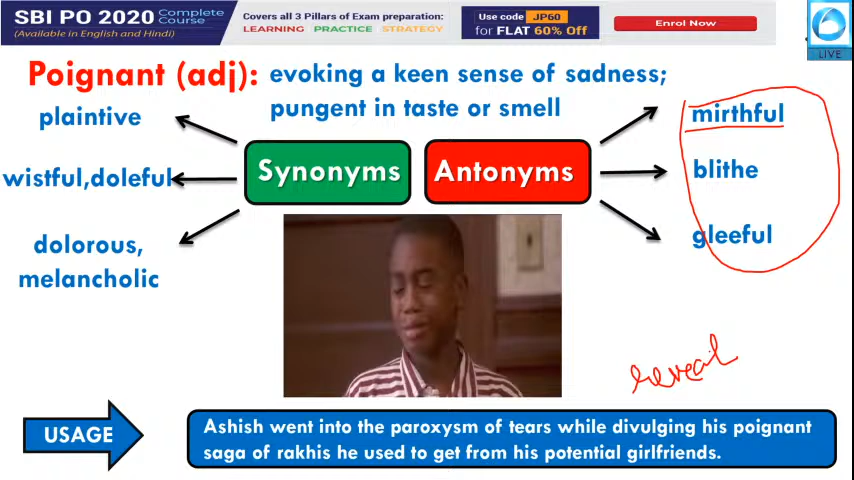 SBI PO 2020 Complete Course
(Available in English and Hindi)
Covers all 3 Pillars of Exam preparation:
LEARNING PRACTICE STRATEGY
Use code JP60
for FLAT 60% Off
Enrol Now
LIVE
Poignant (adj): evoking a keen sense of sadness;
pungent in taste or smell
plaintive
wistful,doleful
dolorous,
melancholic
Synonyms
Antonyms
mirthful
blithe
gleeful
reveal
USAGE
Ashish went into the paroxysm of tears while divulging his poignant
saga of rakhis he used to get from his potential girlfriends.